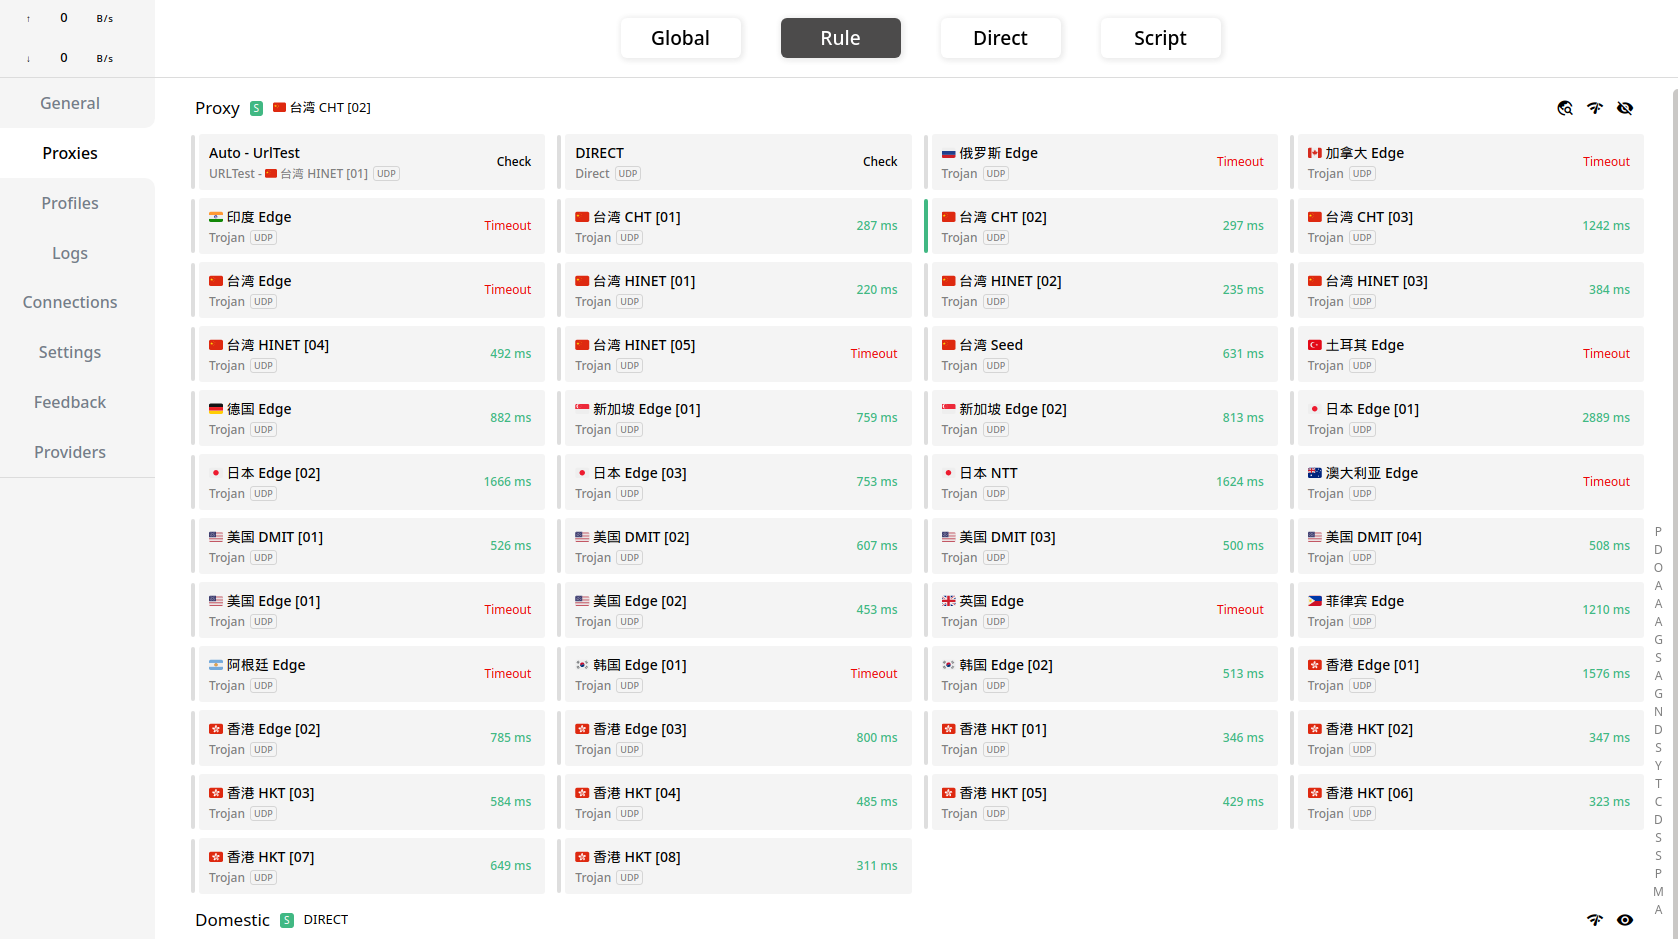 ↑ 0 B/s
↓ 0 B/s
General
Proxies
Profiles
Logs
Connections
Settings
Feedback
Providers
Global Rule Direct Script
Proxy S 台湾 CHT [02]
Auto - UrlTest Check
URLTest - 台湾 HINET [01] UDP
DIRECT Check
Direct UDP
俄罗斯 Edge Timeout
Trojan UDP
加拿大 Edge Timeout
Trojan UDP
印度 Edge Timeout
Trojan UDP
台湾 CHT [01] 287 ms
Trojan UDP
台湾 CHT [02] 297 ms
Trojan UDP
台湾 CHT [03] 1242 ms
Trojan UDP
台湾 Edge Timeout
Trojan UDP
台湾 HINET [01] 220 ms
Trojan UDP
台湾 HINET [02] 235 ms
Trojan UDP
台湾 HINET [03] 384 ms
Trojan UDP
台湾 HINET [04] 492 ms
Trojan UDP
台湾 HINET [05] Timeout
Trojan UDP
台湾 Seed 631 ms
Trojan UDP
土耳其 Edge Timeout
Trojan UDP
德国 Edge 882 ms
Trojan UDP
新加坡 Edge [01] 759 ms
Trojan UDP
新加坡 Edge [02] 813 ms
Trojan UDP
日本 Edge [01] 2889 ms
Trojan UDP
日本 Edge [02] 1666 ms
Trojan UDP
日本 Edge [03] 753 ms
Trojan UDP
日本 NTT 1624 ms
Trojan UDP
澳大利亚 Edge Timeout
Trojan UDP
美国 DMIT [01] 526 ms
Trojan UDP
美国 DMIT [02] 607 ms
Trojan UDP
美国 DMIT [03] 500 ms
Trojan UDP
美国 DMIT [04] 508 ms
Trojan UDP
美国 Edge [01] Timeout
Trojan UDP
美国 Edge [02] 453 ms
Trojan UDP
英国 Edge Timeout
Trojan UDP
菲律宾 Edge 1210 ms
Trojan UDP
阿根廷 Edge Timeout
Trojan UDP
韩国 Edge [01] Timeout
Trojan UDP
韩国 Edge [02] 513 ms
Trojan UDP
香港 Edge [01] 1576 ms
Trojan UDP
香港 Edge [02] 785 ms
Trojan UDP
香港 Edge [03] 800 ms
Trojan UDP
香港 HKT [01] 346 ms
Trojan UDP
香港 HKT [02] 347 ms
Trojan UDP
香港 HKT [03] 584 ms
Trojan UDP
香港 HKT [04] 485 ms
Trojan UDP
香港 HKT [05] 429 ms
Trojan UDP
香港 HKT [06] 323 ms
Trojan UDP
香港 HKT [07] 649 ms
Trojan UDP
香港 HKT [08] 311 ms
Trojan UDP
Domestic S DIRECT
P
D
O
A
A
A
G
S
A
G
N
D
S
Y
T
C
D
S
S
P
M
A